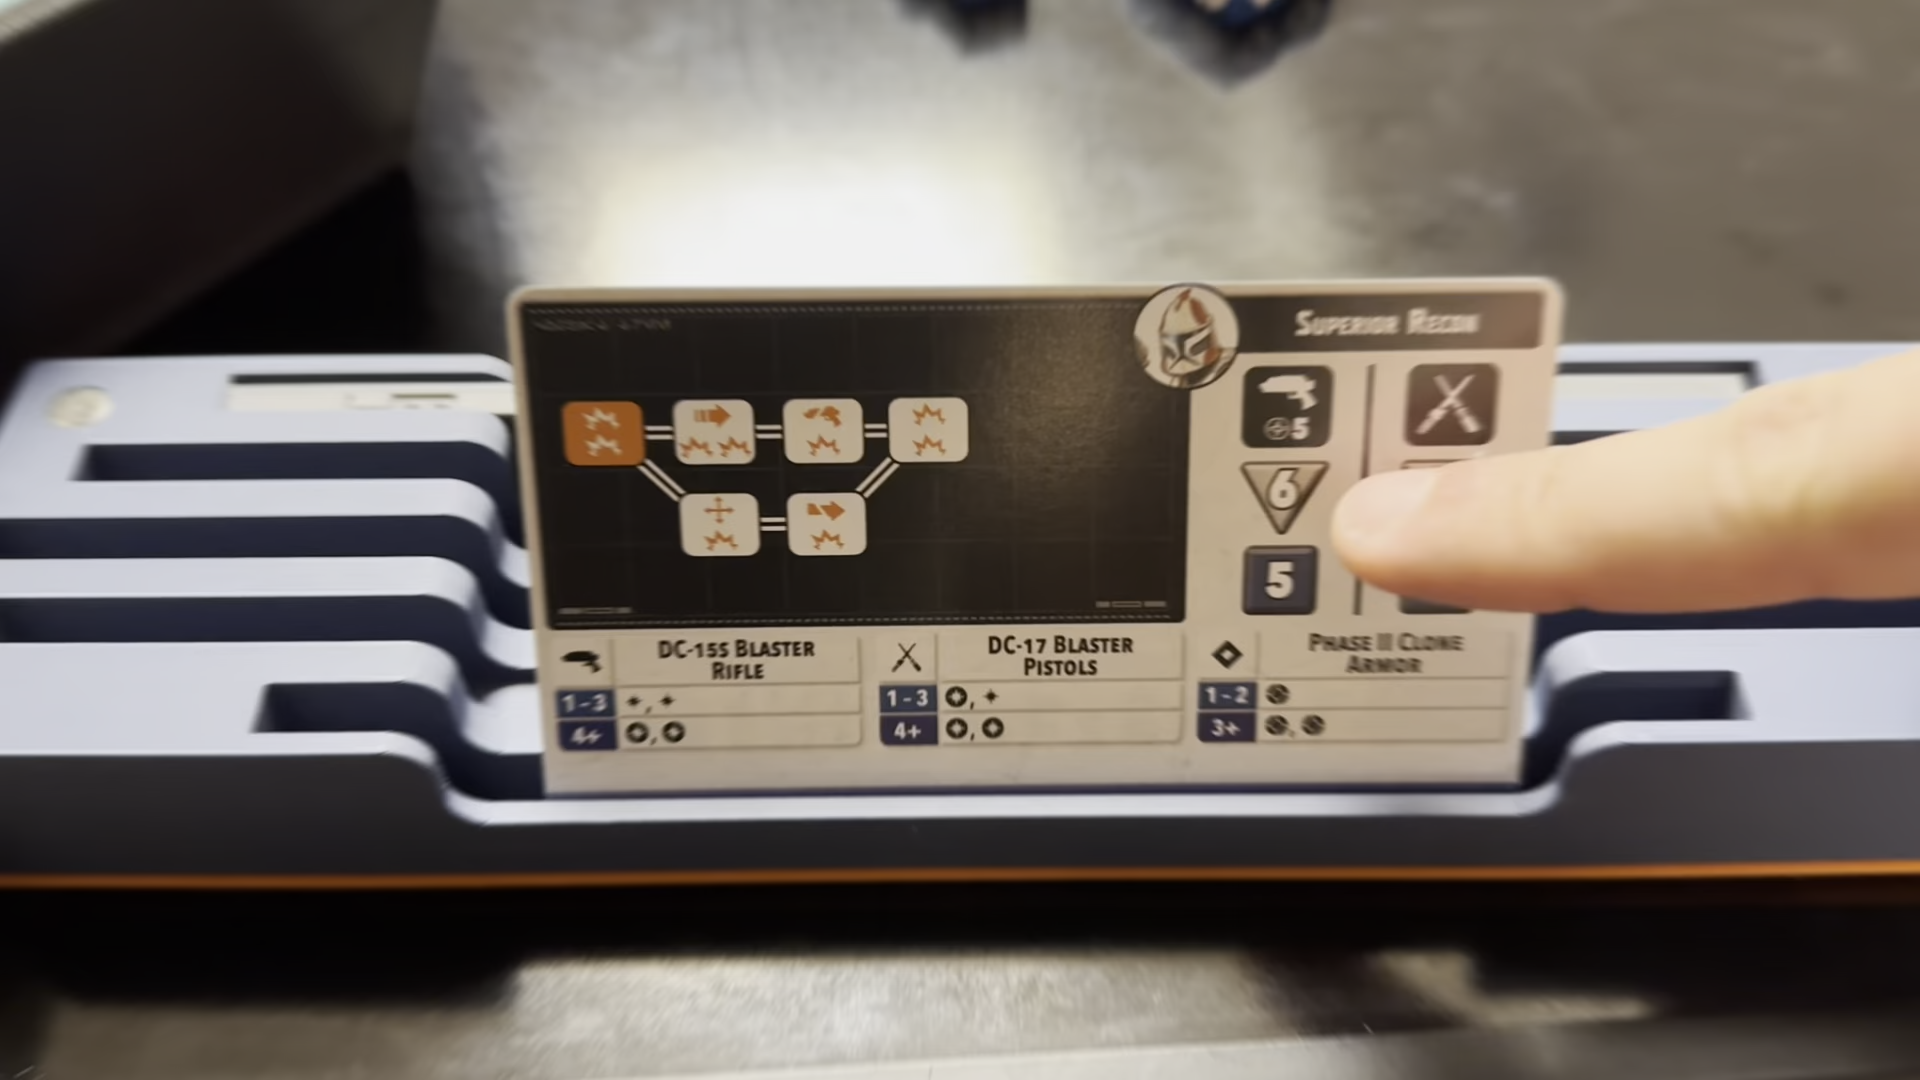 SUPERIOR RECON
5
6
5
DC-15S BLASTER
RIFLE
1-3
4+
DC-17 BLASTER
PISTOLS
1-3
4+
PHASE II CLONE
ARMOR
1-2
3+